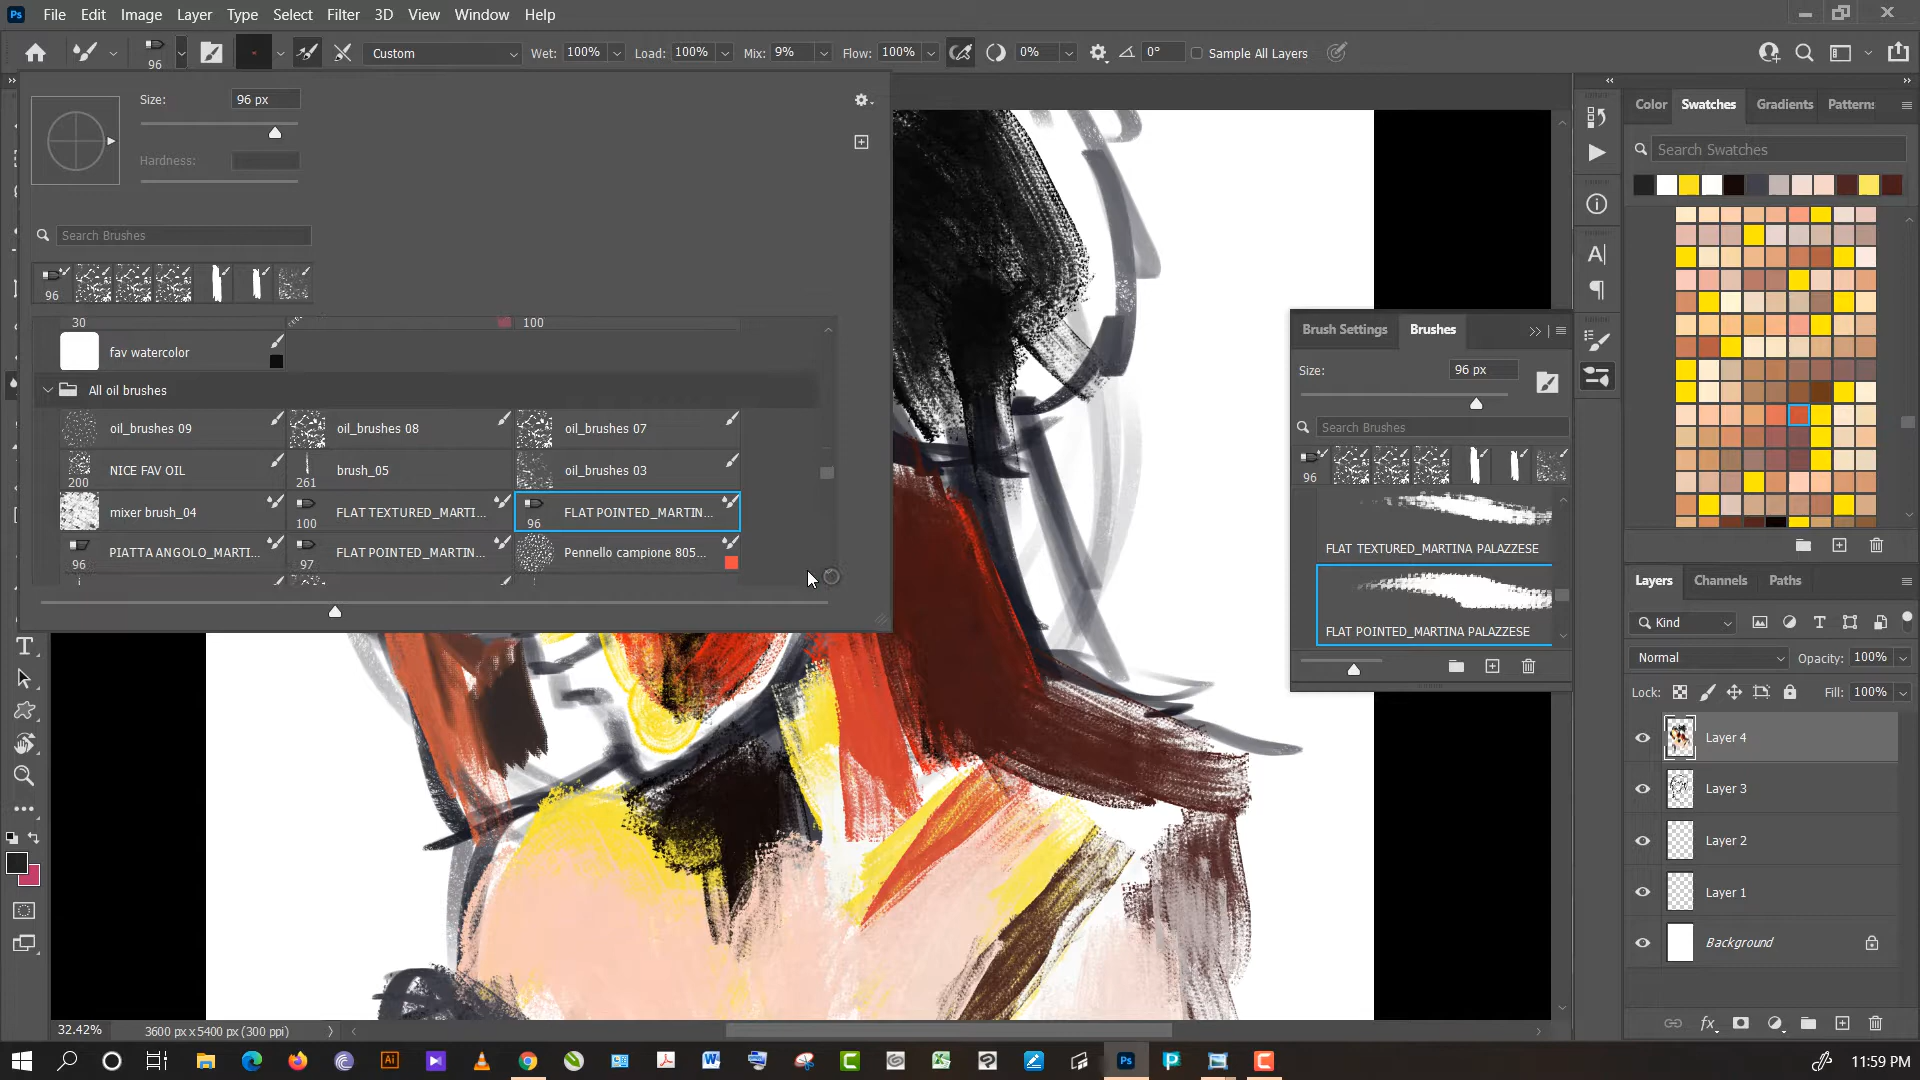 Ps File Edit Image Layer Type Select Filter 3D View Window Help
96 Custom Wet: 100% Load: 100% Mix: 9% Flow: 100% 0% 0° Sample All Layers
Size: 96 px
Hardness:
Search Brushes
96
30 100
fav watercolor
All oil brushes
oil_brushes 09 oil_brushes 08 oil_brushes 07
NICE FAV OIL brush_05 oil_brushes 03
200 261
mixer brush_04 FLAT TEXTURED_MARTI... FLAT POINTED_MARTIN...
100 96
PIATTA ANGOLO_MARTI... FLAT POINTED_MARTIN... Pennello campione 805...
96 97
Brush Settings Brushes
Size: 96 px
Search Brushes
96
FLAT TEXTURED_MARTINA PALAZZESE
FLAT POINTED_MARTINA PALAZZESE
Color Swatches Gradients Patterns
Search Swatches
Layers Channels Paths
Kind
Normal Opacity: 100%
Lock: Fill: 100%
Layer 4
Layer 3
Layer 2
Layer 1
Background
fx
32.42% 3600 px x 5400 px (300 ppi)
Ai Ps
11:59 PM